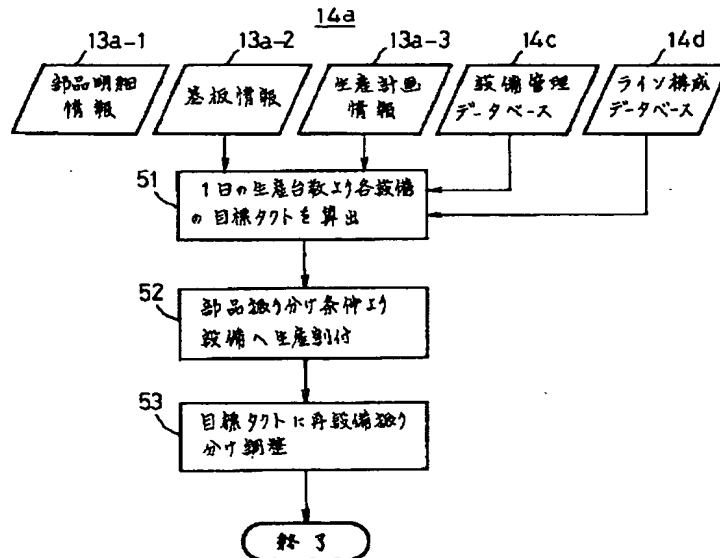 14a
13a-1
13a-2
13a-3
14c
14d
部品明細
情報
基板情報
生産計画
情報
設備管理
データベース
ライン構成
データベース
51
1日の生産台数より各設備
の目標タクトを算出
52
部品振り分け条件より
設備へ生産割付
53
目標タクトに再設備振り
分け調整
終了